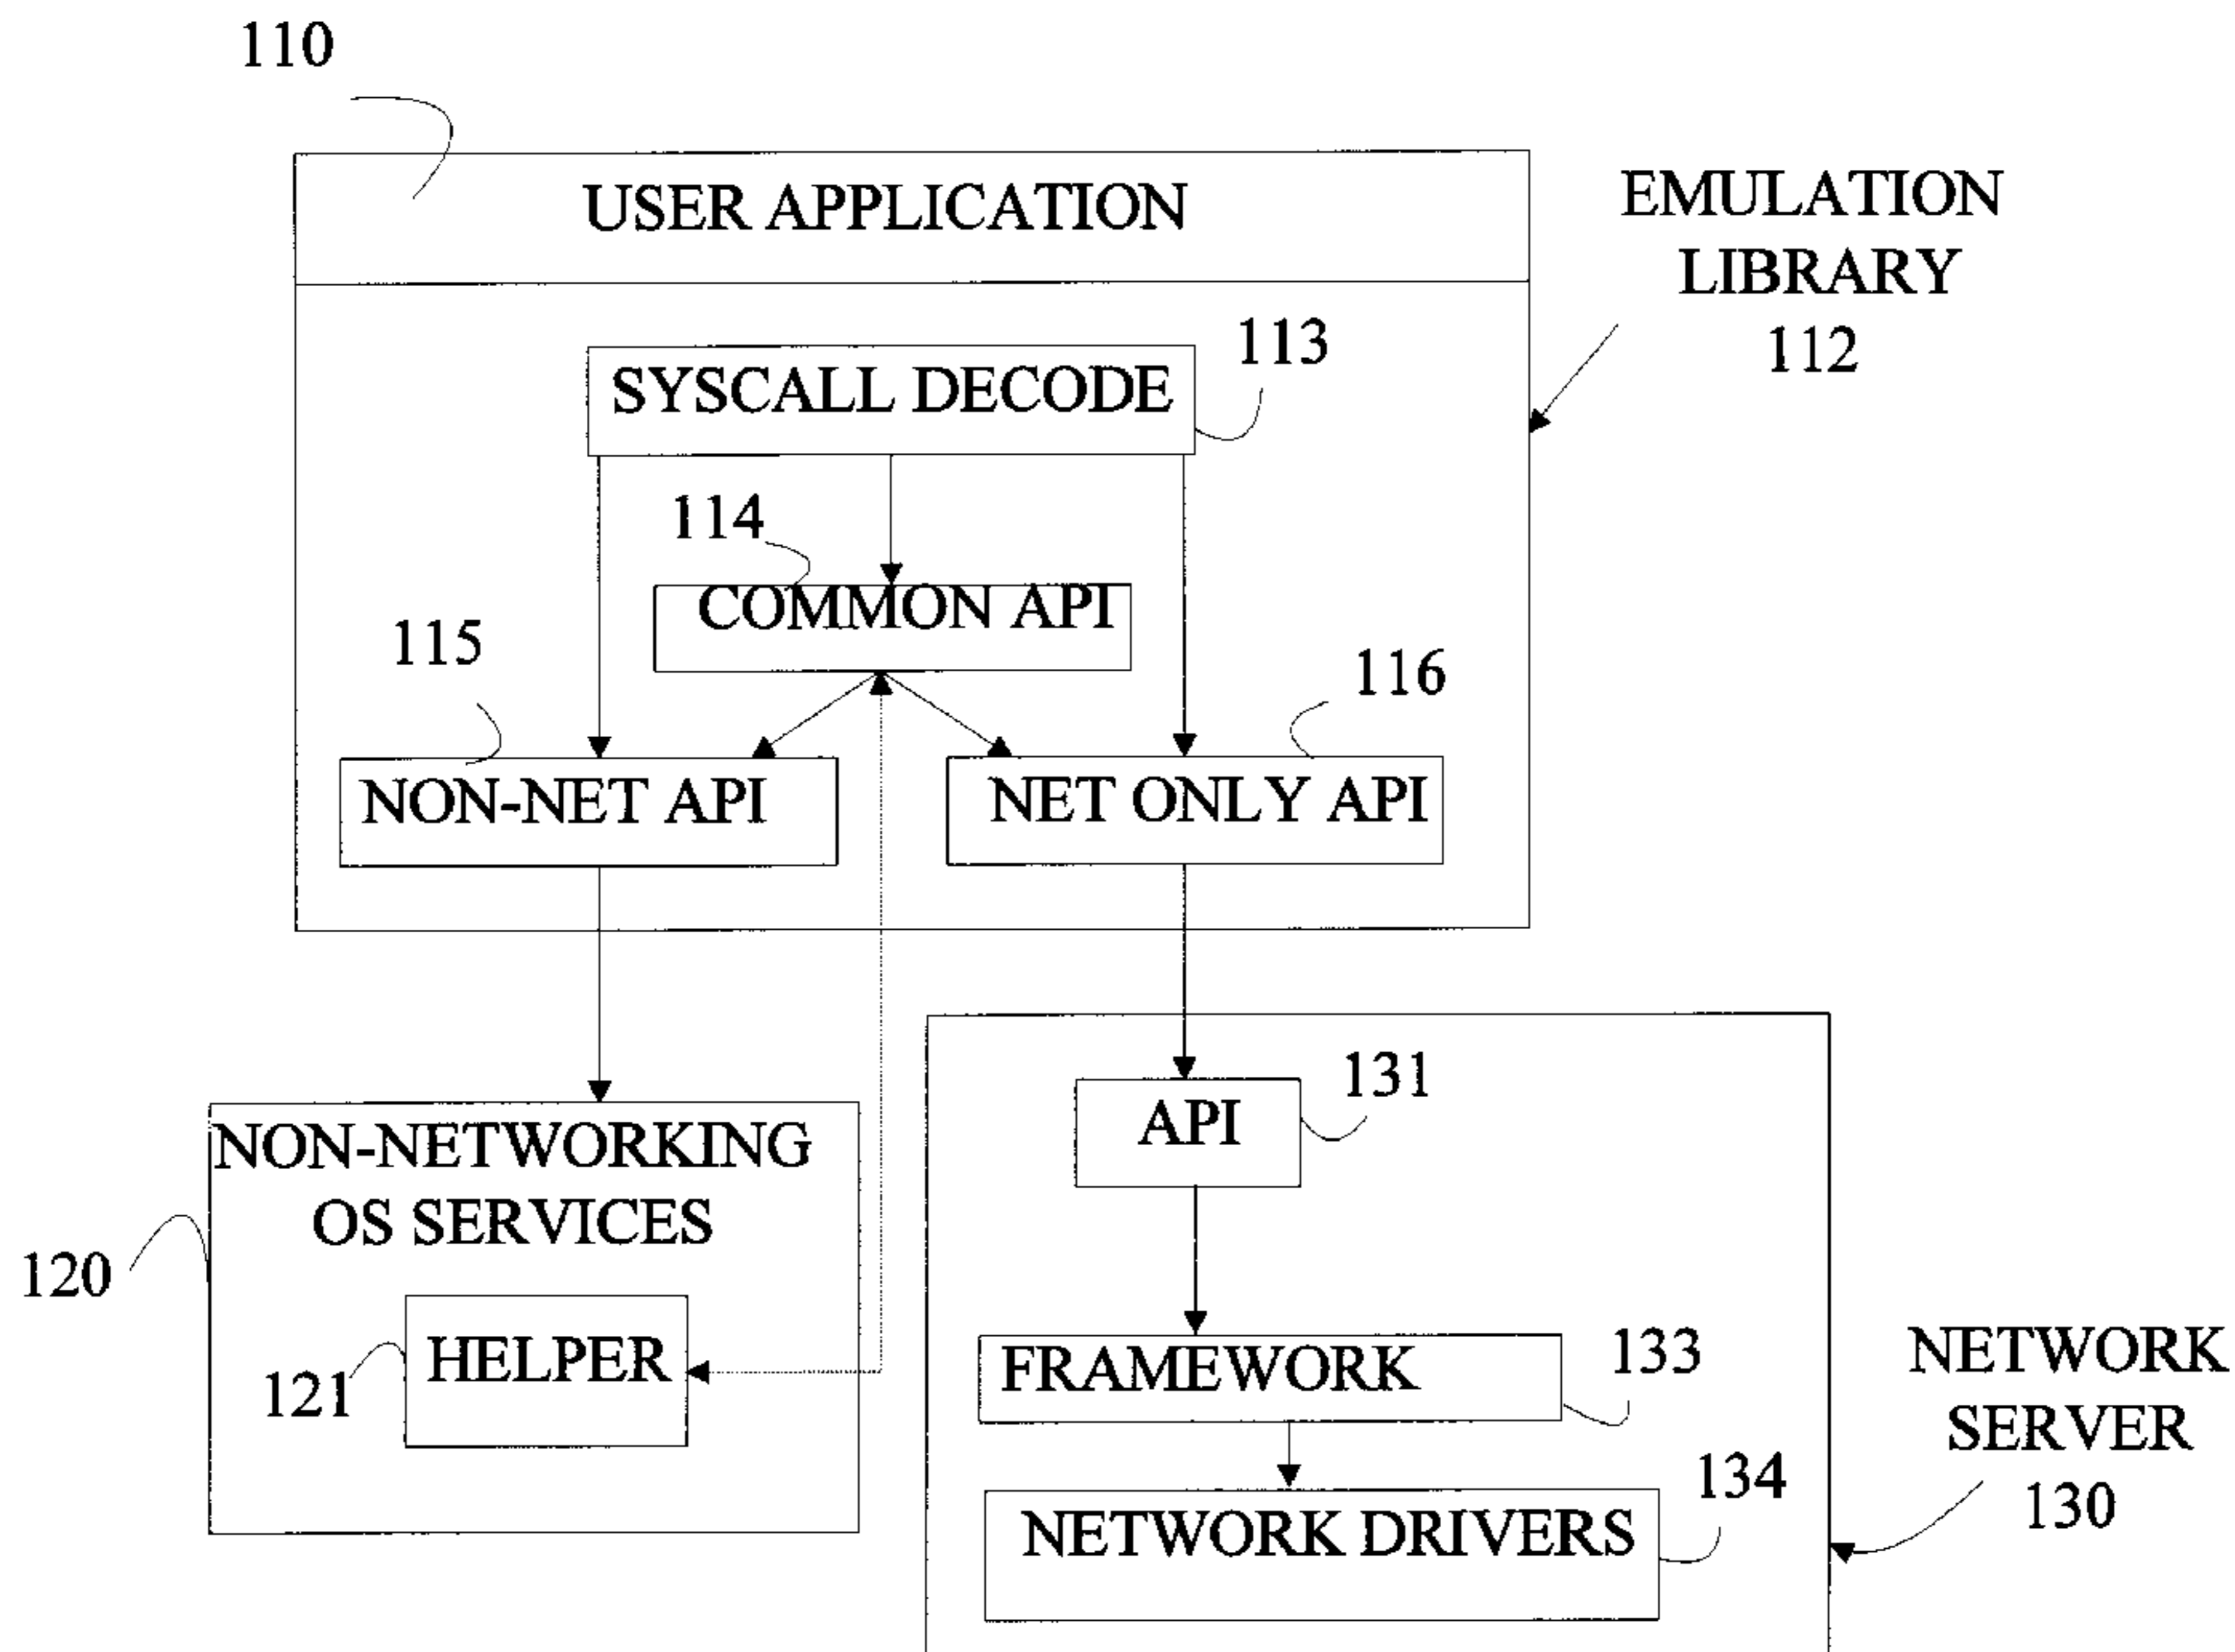 110
USER APPLICATION
EMULATION
LIBRARY
112
SYSCALL DECODE
113
114
COMMON API
115
116
NON-NET API
NET ONLY API
NON-NETWORKING
OS SERVICES
120
HELPER
121
API
131
FRAMEWORK
133
NETWORK DRIVERS
134
NETWORK
SERVER
130